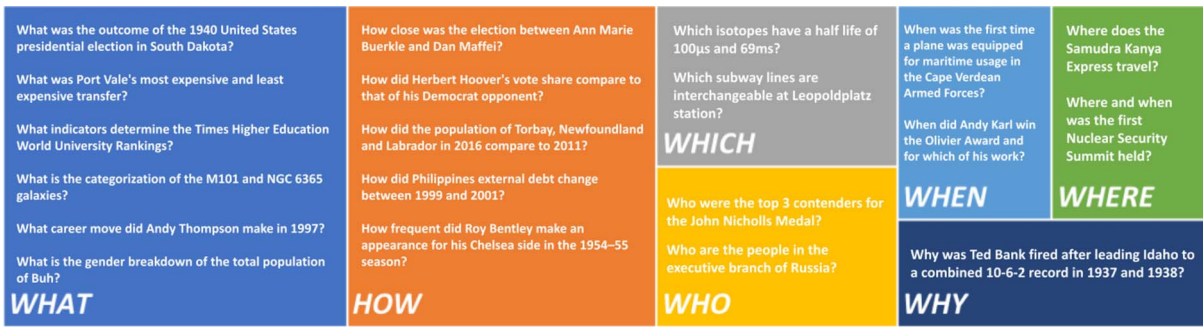 What was the outcome of the 1940 United States
presidential election in South Dakota?
What was Port Vale's most expensive and least
expensive transfer?
What indicators determine the Times Higher Education
World University Rankings?
What is the categorization of the M101 and NGC 6365
galaxies?
What career move did Andy Thompson make in 1997?
What is the gender breakdown of the total population
of Buh?
WHAT
How close was the election between Ann Marie
Buerkle and Dan Maffei?
How did Herbert Hoover's vote share compare to
that of his Democrat opponent?
How did the population of Torbay, Newfoundland
and Labrador in 2016 compare to 2011?
How did Philippines external debt change
between 1999 and 2001?
How frequent did Roy Bentley make an
appearance for his Chelsea side in the 1954–55
season?
HOW
Which isotopes have a half life of
100µs and 69ms?
Which subway lines are
interchangeable at Leopoldplatz
station?
WHICH
Who were the top 3 contenders for
the John Nicholls Medal?
Who are the people in the
executive branch of Russia?
WHO
When was the first time
a plane was equipped
for maritime usage in
the Cape Verdean
Armed Forces?
When did Andy Karl win
the Olivier Award and
for which of his work?
WHEN
Where does the
Samudra Kanya
Express travel?
Where and when
was the first
Nuclear Security
Summit held?
WHERE
Why was Ted Bank fired after leading Idaho to
a combined 10-6-2 record in 1937 and 1938?
WHY